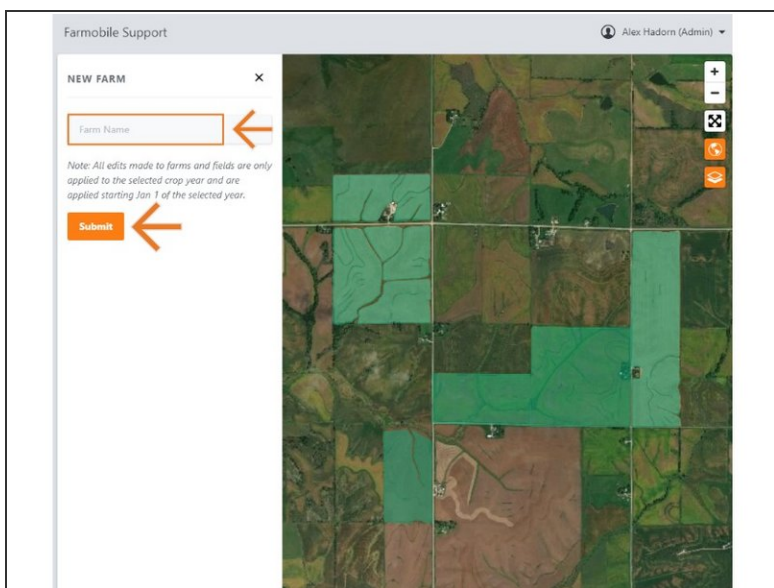 Farmobile Support
Alex Hadorn (Admin)
NEW FARM
Farm Name
Note: All edits made to farms and fields are only
applied to the selected crop year and are
applied starting Jan 1 of the selected year.
Submit